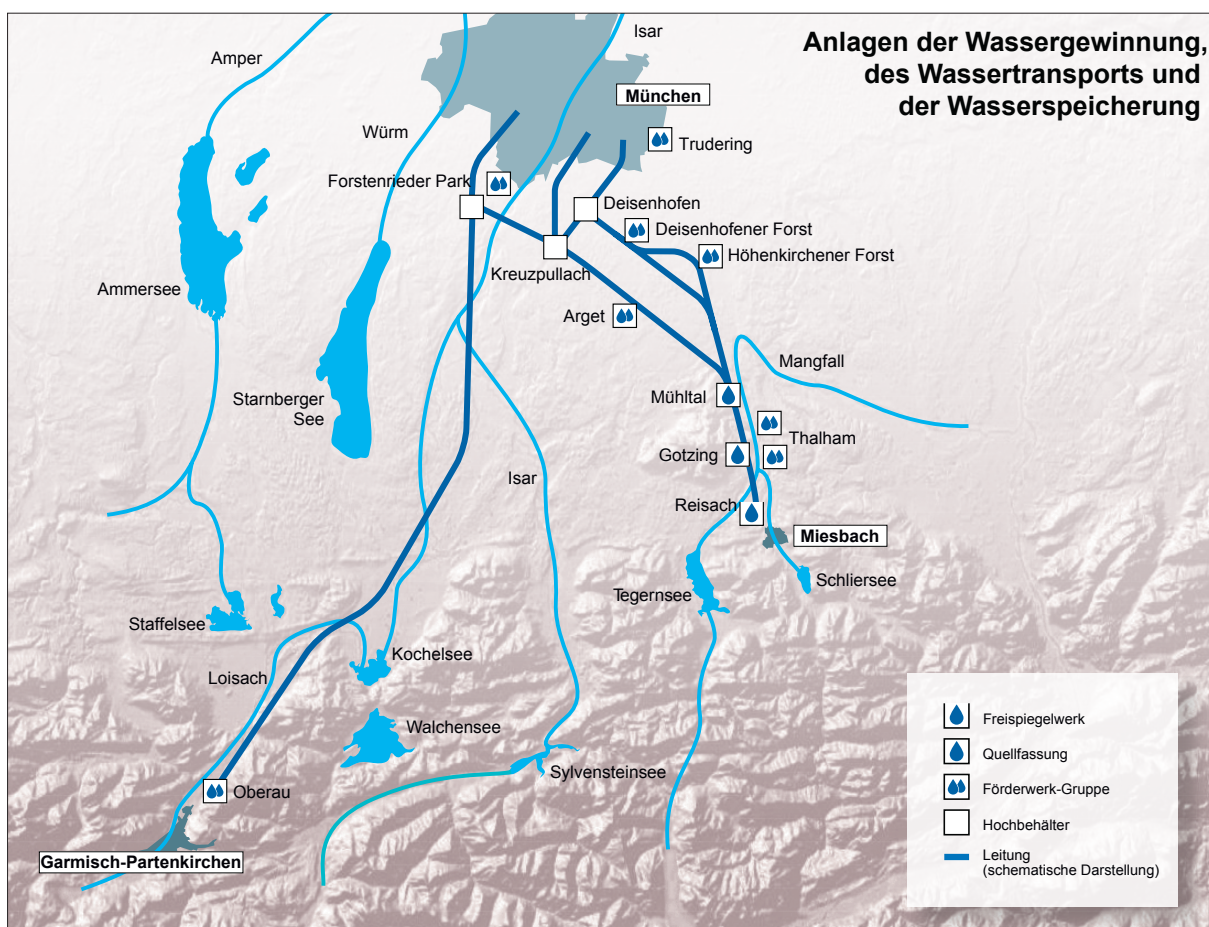 Anlagen der Wassergewinnung,
des Wassertransports und
der Wasserspeicherung
Isar
Amper
München
Würm
Trudering
Forstenrieder Park
Deisenhofen
Deisenhofener Forst
Höhenkirchener Forst
Kreuzpullach
Ammersee
Arget
Mangfall
Starnberger
See
Mühltal
Thalham
Gotzing
Isar
Reisach
Miesbach
Schliersee
Tegernsee
Staffelsee
Kochelsee
Loisach
Walchensee
Sylvensteinsee
Oberau
Garmisch-Partenkirchen
Freispiegelwerk
Quellfassung
Förderwerk-Gruppe
Hochbehälter
Leitung
(schematische Darstellung)